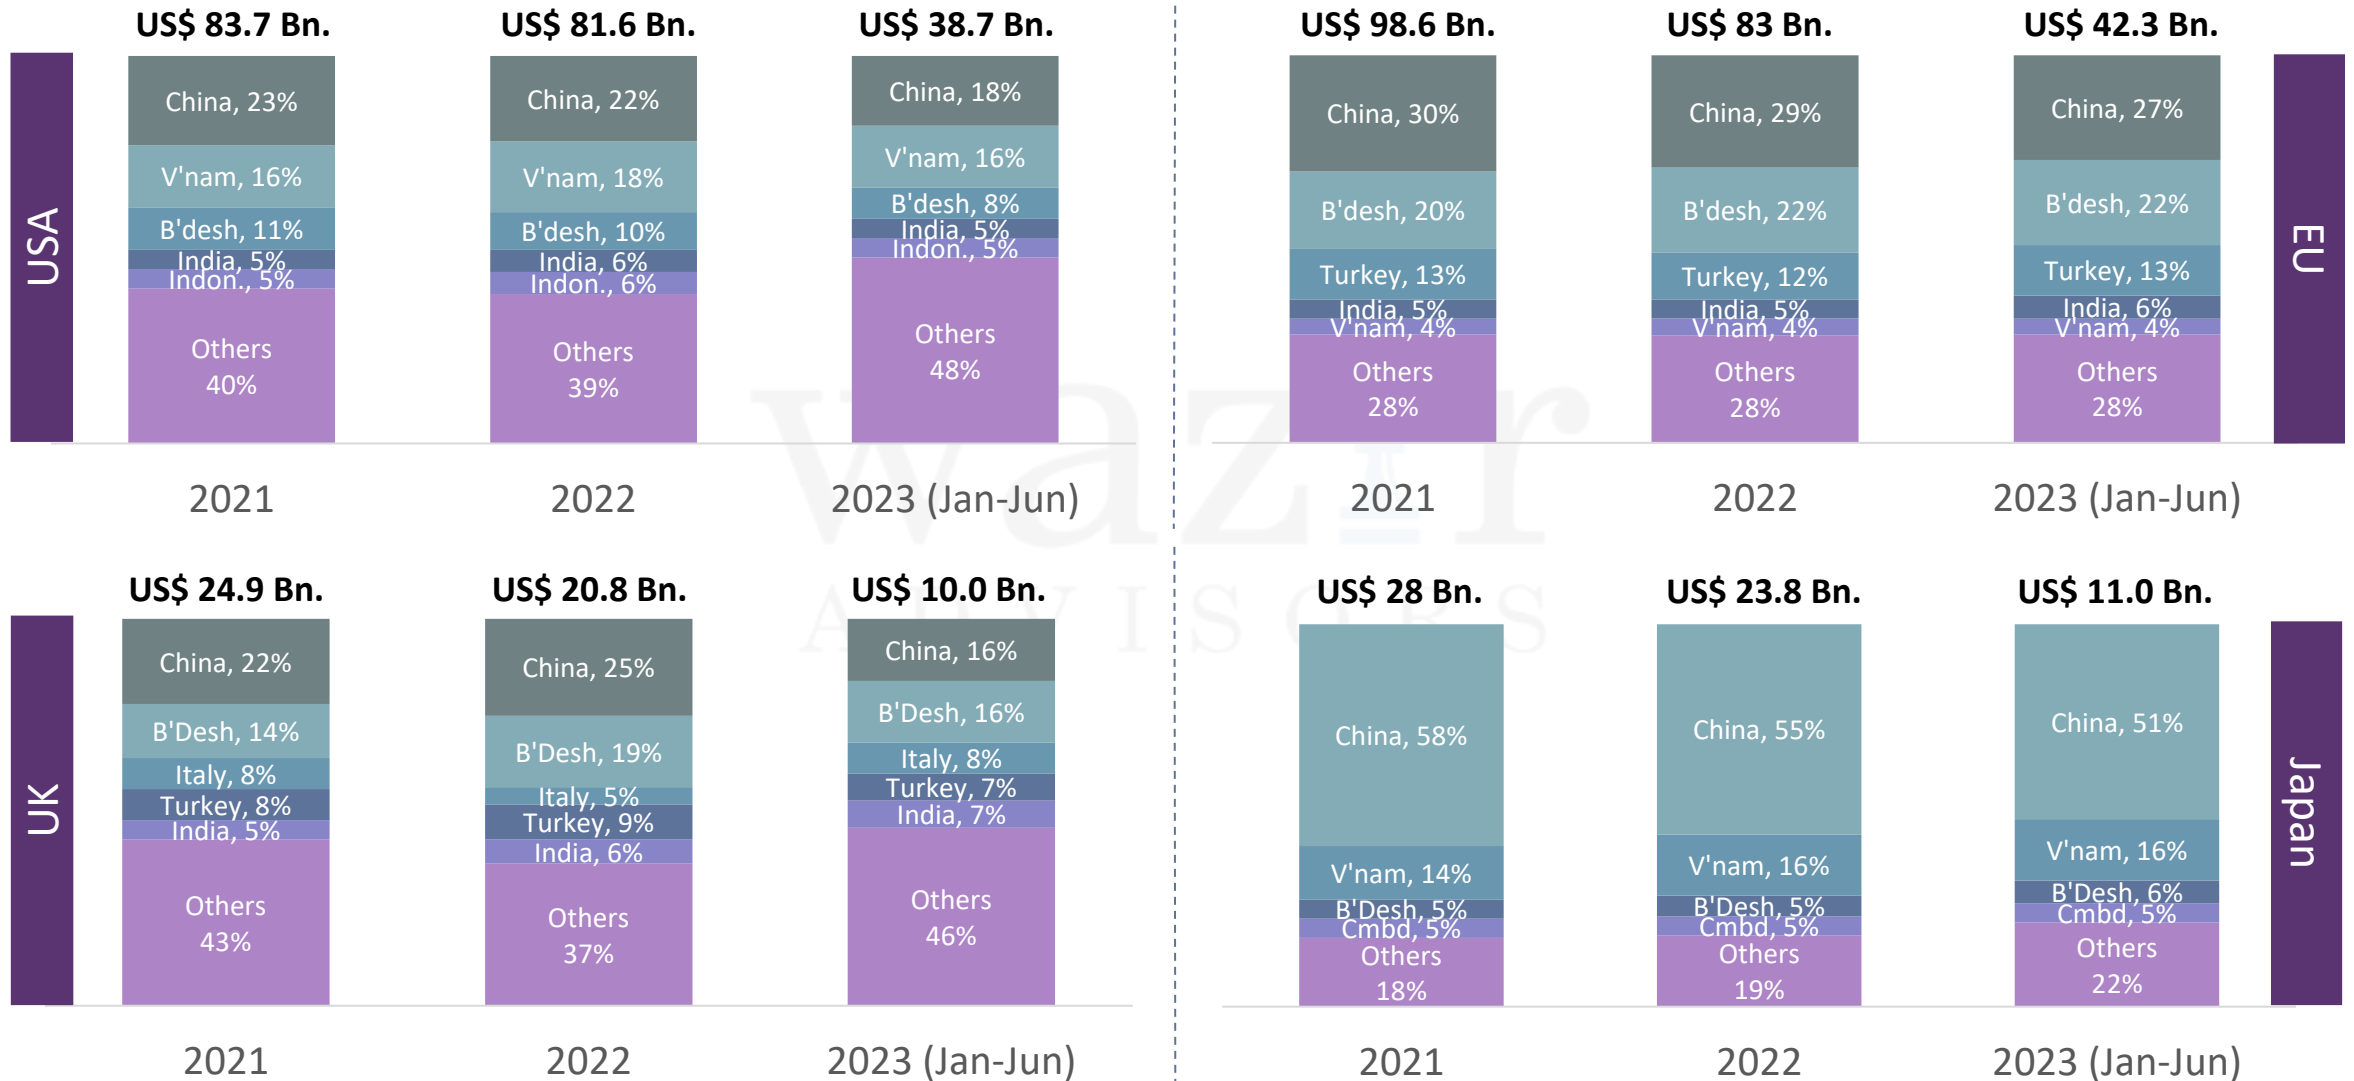 US$ 83.7 Bn.
US$ 81.6 Bn.
US$ 38.7 Bn.
USA
China, 23%
V'nam, 16%
B'desh, 11%
India, 5%
Indon., 5%
Others
40%
China, 22%
V'nam, 18%
B'desh, 10%
India, 6%
Indon., 6%
Others
39%
China, 18%
V'nam, 16%
B'desh, 8%
India, 5%
Indon., 5%
Others
48%
2021
2022
2023 (Jan-Jun)
US$ 98.6 Bn.
US$ 83 Bn.
US$ 42.3 Bn.
EU
China, 30%
B'desh, 20%
Turkey, 13%
India, 5%
V'nam, 4%
Others
28%
China, 29%
B'desh, 22%
Turkey, 12%
India, 5%
V'nam, 4%
Others
28%
China, 27%
B'desh, 22%
Turkey, 13%
India, 6%
V'nam, 4%
Others
28%
2021
2022
2023 (Jan-Jun)
wazir
ADVISORS
US$ 24.9 Bn.
US$ 20.8 Bn.
US$ 10.0 Bn.
UK
China, 22%
B'Desh, 14%
Italy, 8%
Turkey, 8%
India, 5%
Others
43%
China, 25%
B'Desh, 19%
Italy, 5%
Turkey, 9%
India, 6%
Others
37%
China, 16%
B'Desh, 16%
Italy, 8%
Turkey, 7%
India, 7%
Others
46%
2021
2022
2023 (Jan-Jun)
US$ 28 Bn.
US$ 23.8 Bn.
US$ 11.0 Bn.
Japan
China, 58%
V'nam, 14%
B'Desh, 5%
Cmbd, 5%
Others
18%
China, 55%
V'nam, 16%
B'Desh, 5%
Cmbd, 5%
Others
19%
China, 51%
V'nam, 16%
B'Desh, 6%
Cmbd, 5%
Others
22%
2021
2022
2023 (Jan-Jun)